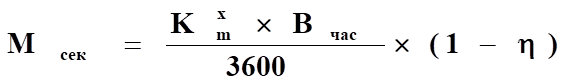 M сек = K x m × B час / 3600 × ( 1 − η )